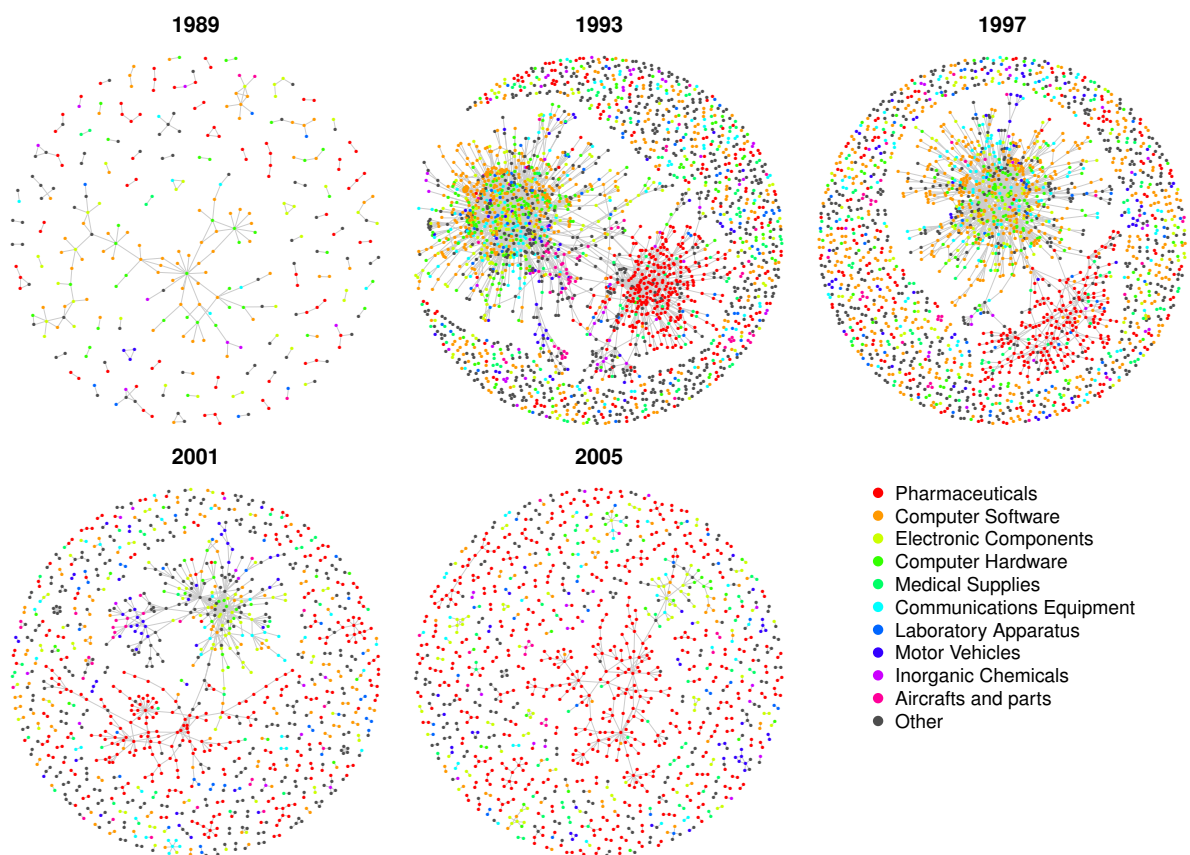 1989
1993
1997
2001
2005
Pharmaceuticals
Computer Software
Electronic Components
Computer Hardware
Medical Supplies
Communications Equipment
Laboratory Apparatus
Motor Vehicles
Inorganic Chemicals
Aircrafts and parts
Other